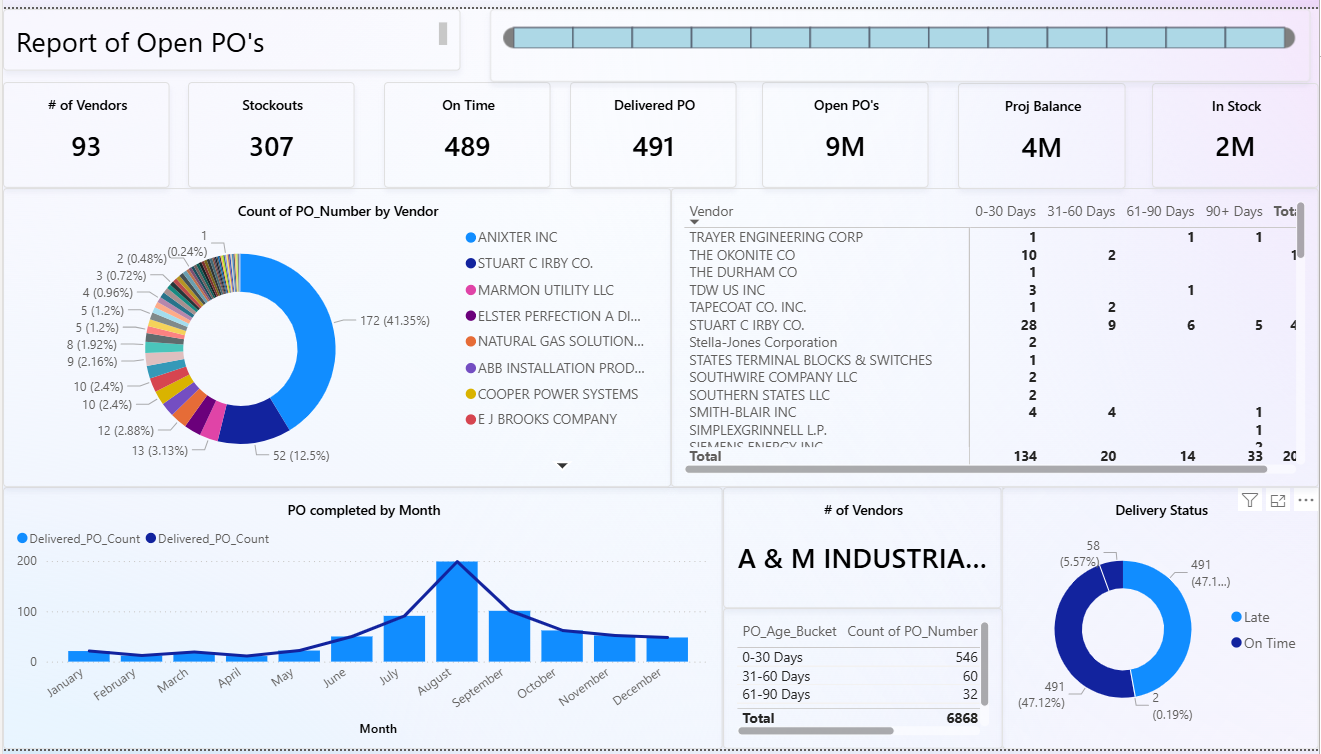 Report of Open PO's
# of Vendors
93
Stockouts
307
On Time
489
Delivered PO
491
Open PO's
9M
Proj Balance
4M
In Stock
2M
Count of PO_Number by Vendor
1
(0.24%)
2 (0.48%)
3 (0.72%)
4 (0.96%)
5 (1.2%)
5 (1.2%)
8 (1.92%)
9 (2.16%)
10 (2.4%)
10 (2.4%)
12 (2.88%)
13 (3.13%)
52 (12.5%)
172 (41.35%)
ANIXTER INC
STUART C IRBY CO.
MARMON UTILITY LLC
ELSTER PERFECTION A DI...
NATURAL GAS SOLUTION...
ABB INSTALLATION PROD...
COOPER POWER SYSTEMS
E J BROOKS COMPANY
Vendor 0-30 Days 31-60 Days 61-90 Days 90+ Days Tota
TRAYER ENGINEERING CORP 1 1 1
THE OKONITE CO 10 2 1
THE DURHAM CO 1
TDW US INC 3 1
TAPECOAT CO. INC. 1 2
STUART C IRBY CO. 28 9 6 5 4
Stella-Jones Corporation 2
STATES TERMINAL BLOCKS & SWITCHES 1
SOUTHWIRE COMPANY LLC 2
SOUTHERN STATES LLC 2
SMITH-BLAIR INC 4 4 1
SIMPLEXGRINNELL L.P. 1
SIEMENS ENERGY INC 2
Total 134 20 14 33 20
PO completed by Month
Delivered_PO_Count Delivered_PO_Count
200
100
0
January
February
March
April
May
June
July
August
September
October
November
December
Month
# of Vendors
A & M INDUSTRIA...
PO_Age_Bucket Count of PO_Number
0-30 Days 546
31-60 Days 60
61-90 Days 32
Total 6868
Delivery Status
58
(5.57%)
491
(47.1...)
491
(47.12%)
2
(0.19%)
Late
On Time